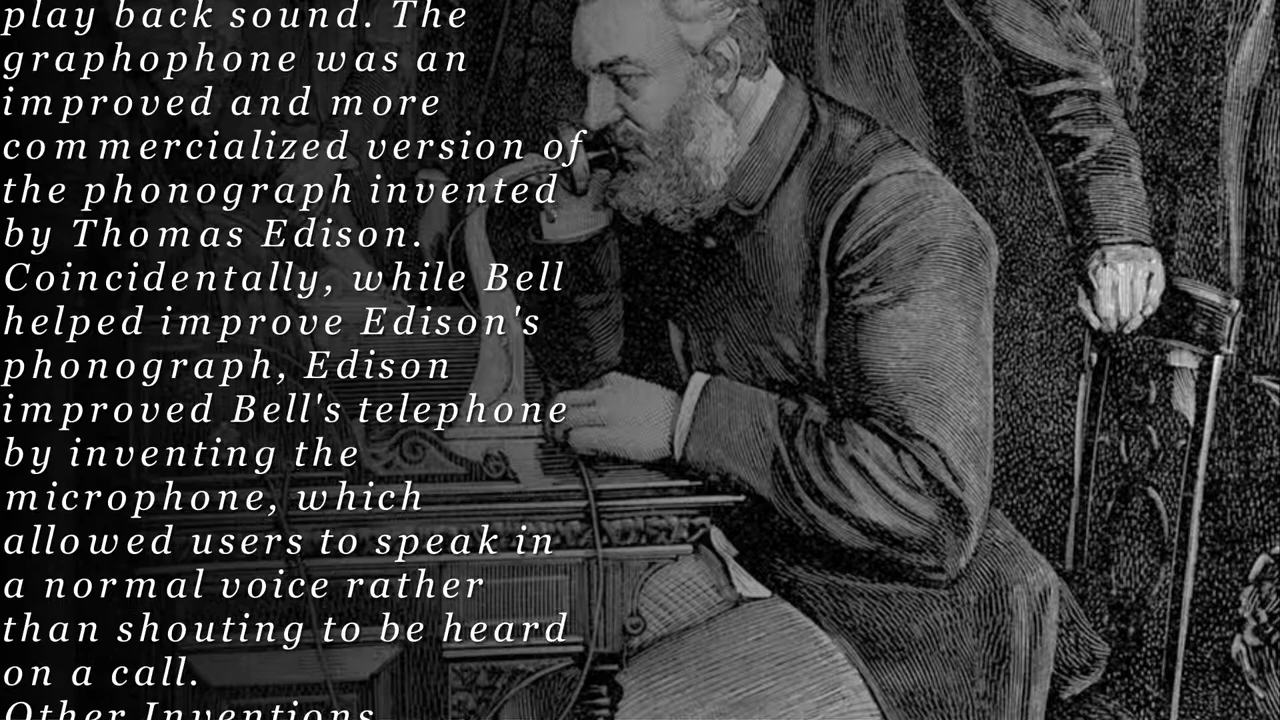 play back sound. The
graphophone was an
improved and more
commercialized version of
the phonograph invented
by Thomas Edison.
Coincidentally, while Bell
helped improve Edison's
phonograph, Edison
improved Bell's telephone
by inventing the
microphone, which
allowed users to speak in
a normal voice rather
than shouting to be heard
on a call.
Other Inventions